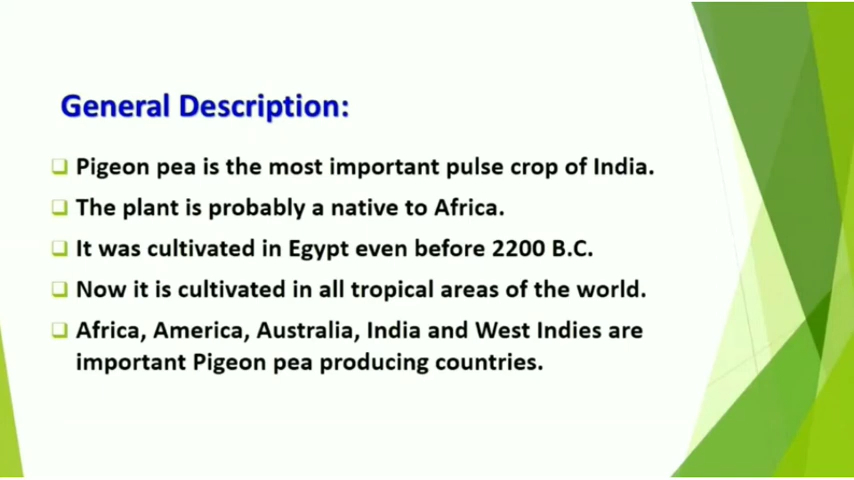 General Description:
Pigeon pea is the most important pulse crop of India.
The plant is probably a native to Africa.
It was cultivated in Egypt even before 2200 B.C.
Now it is cultivated in all tropical areas of the world.
Africa, America, Australia, India and West Indies are
important Pigeon pea producing countries.